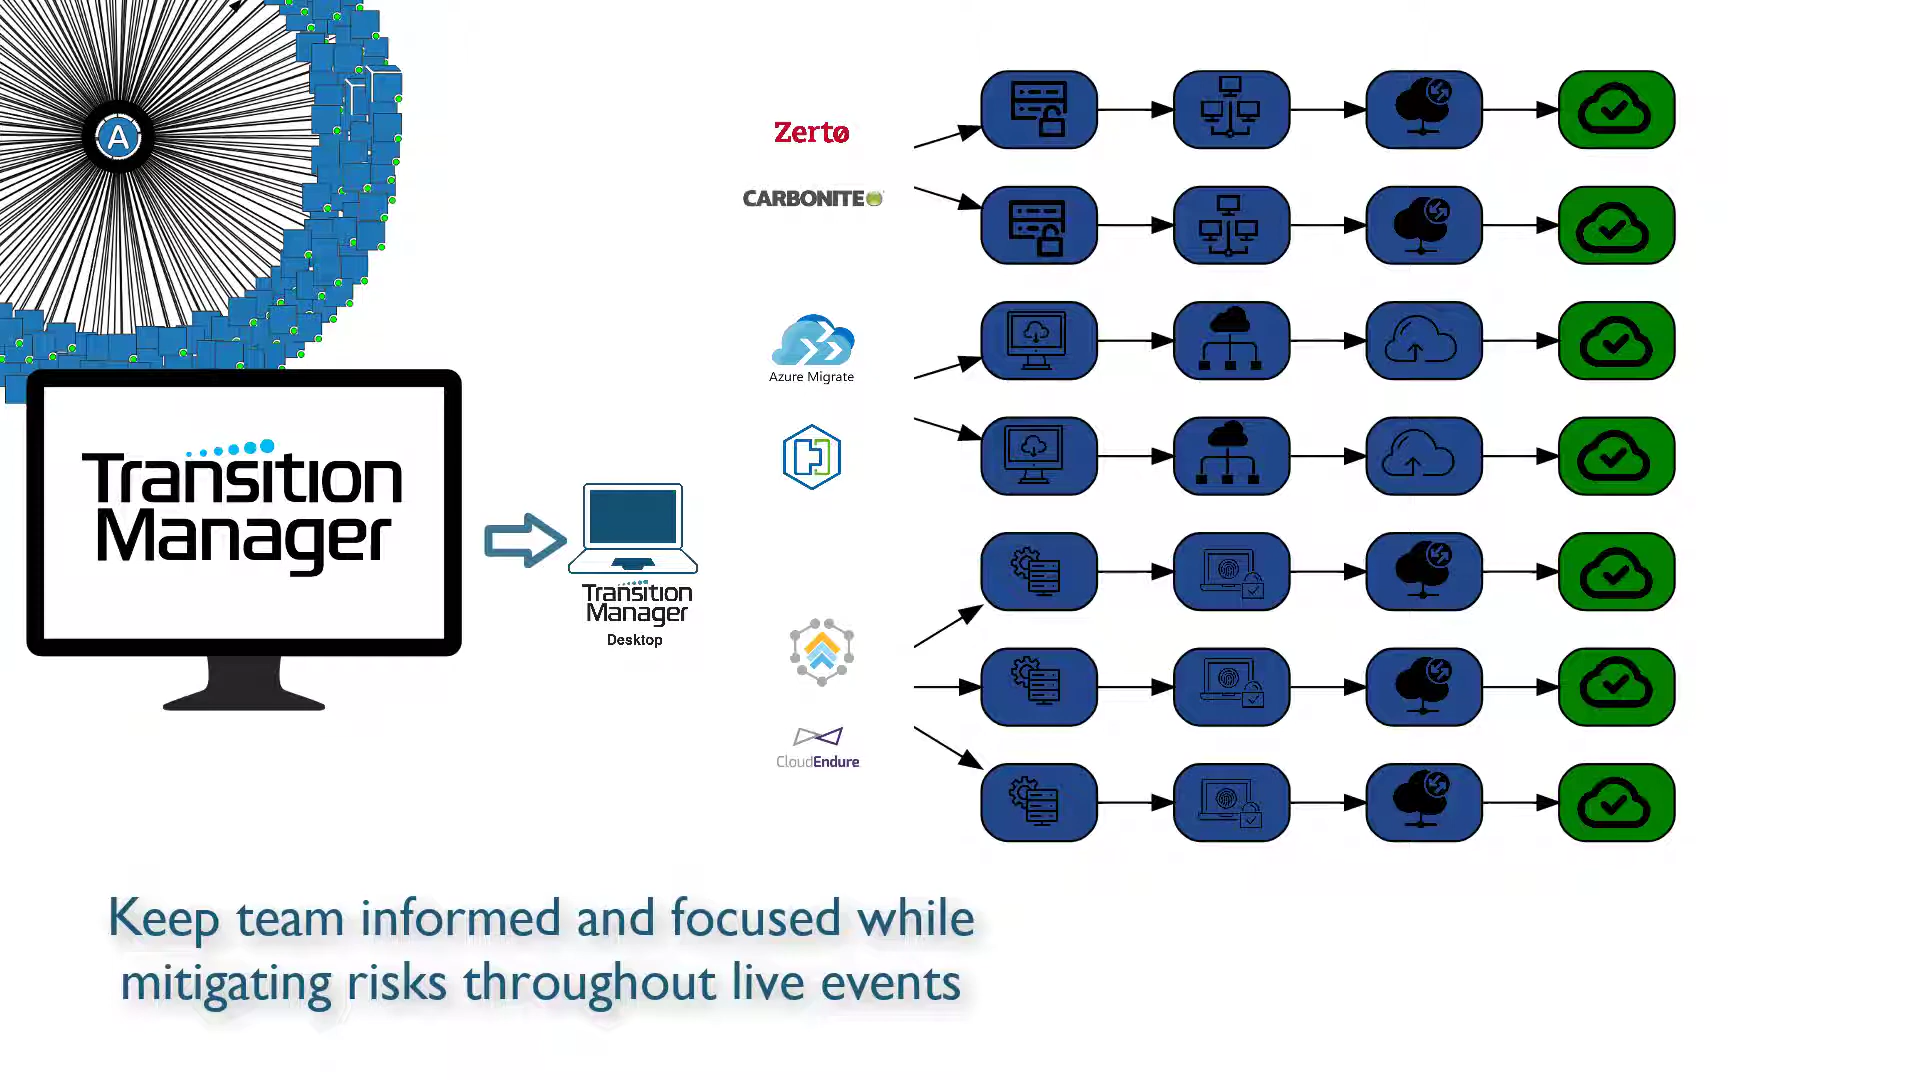 A
Transition
Manager
Transition
Manager
Desktop
Zerto
CARBONITE
Azure Migrate
CloudEndure
Keep team informed and focused while
mitigating risks throughout live events